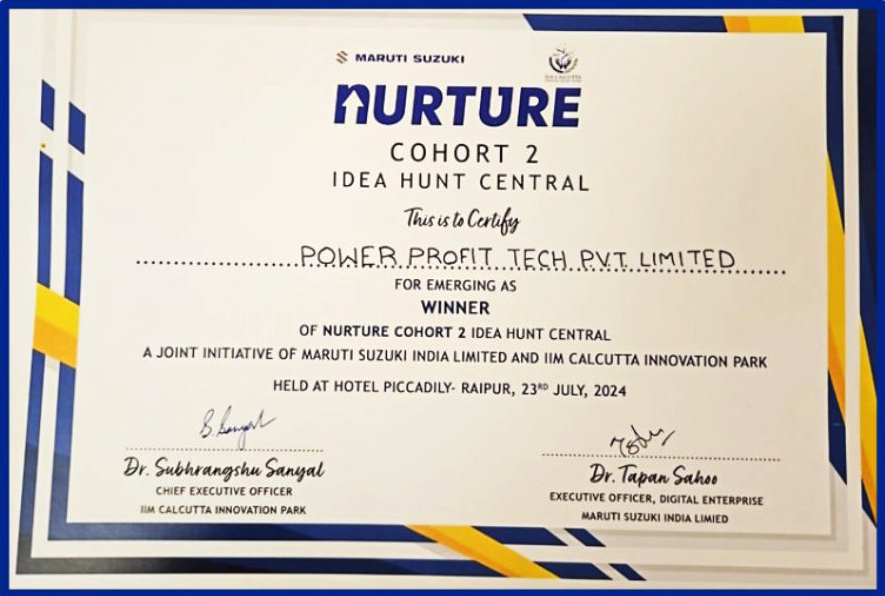 MARUTI SUZUKI
NURTURE
COHORT 2
IDEA HUNT CENTRAL
This is to Certify
POWER PROFIT TECH PVT. LIMITED
FOR EMERGING AS
WINNER
OF NURTURE COHORT 2 IDEA HUNT CENTRAL
A JOINT INITIATIVE OF MARUTI SUZUKI INDIA LIMITED AND IIM CALCUTTA INNOVATION PARK
HELD AT HOTEL PICCADILY- RAIPUR, 23RD JULY, 2024
B. Sanyal
Dr. Subhrangshu Sanyal
CHIEF EXECUTIVE OFFICER
IIM CALCUTTA INNOVATION PARK
Dr. Tapan Sahoo
EXECUTIVE OFFICER, DIGITAL ENTERPRISE
MARUTI SUZUKI INDIA LIMIED